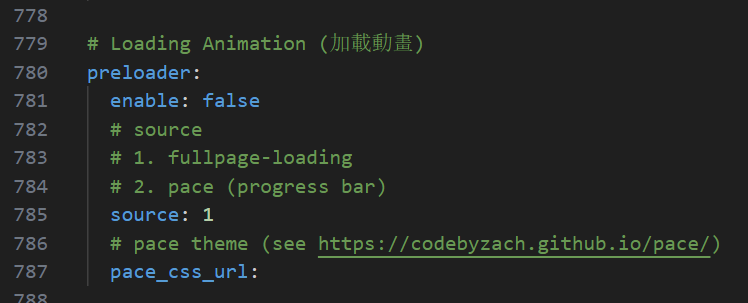 778
779 # Loading Animation (加載動畫)
780 preloader:
781 enable: false
782 # source
783 # 1. fullpage-loading
784 # 2. pace (progress bar)
785 source: 1
786 # pace theme (see https://codebyzach.github.io/pace/)
787 pace_css_url:
788